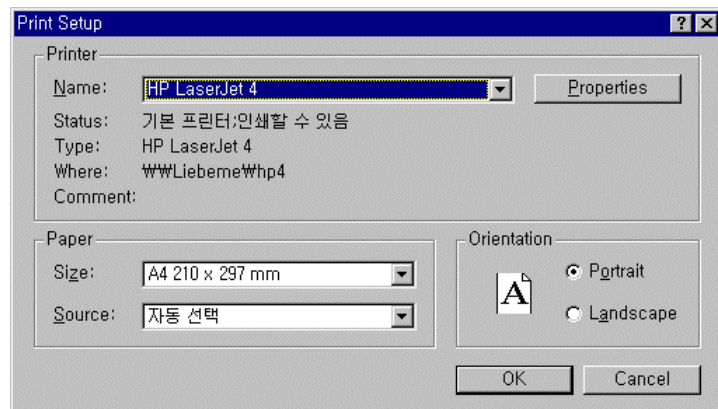 Print Setup
Printer
Name: HP LaserJet 4 Properties
Status: 기본 프린터;인쇄할 수 있음
Type: HP LaserJet 4
Where: ₩₩Liebeme₩hp4
Comment:
Paper
Size: A4 210 x 297 mm
Source: 자동 선택
Orientation
A
Portrait
Landscape
OK Cancel